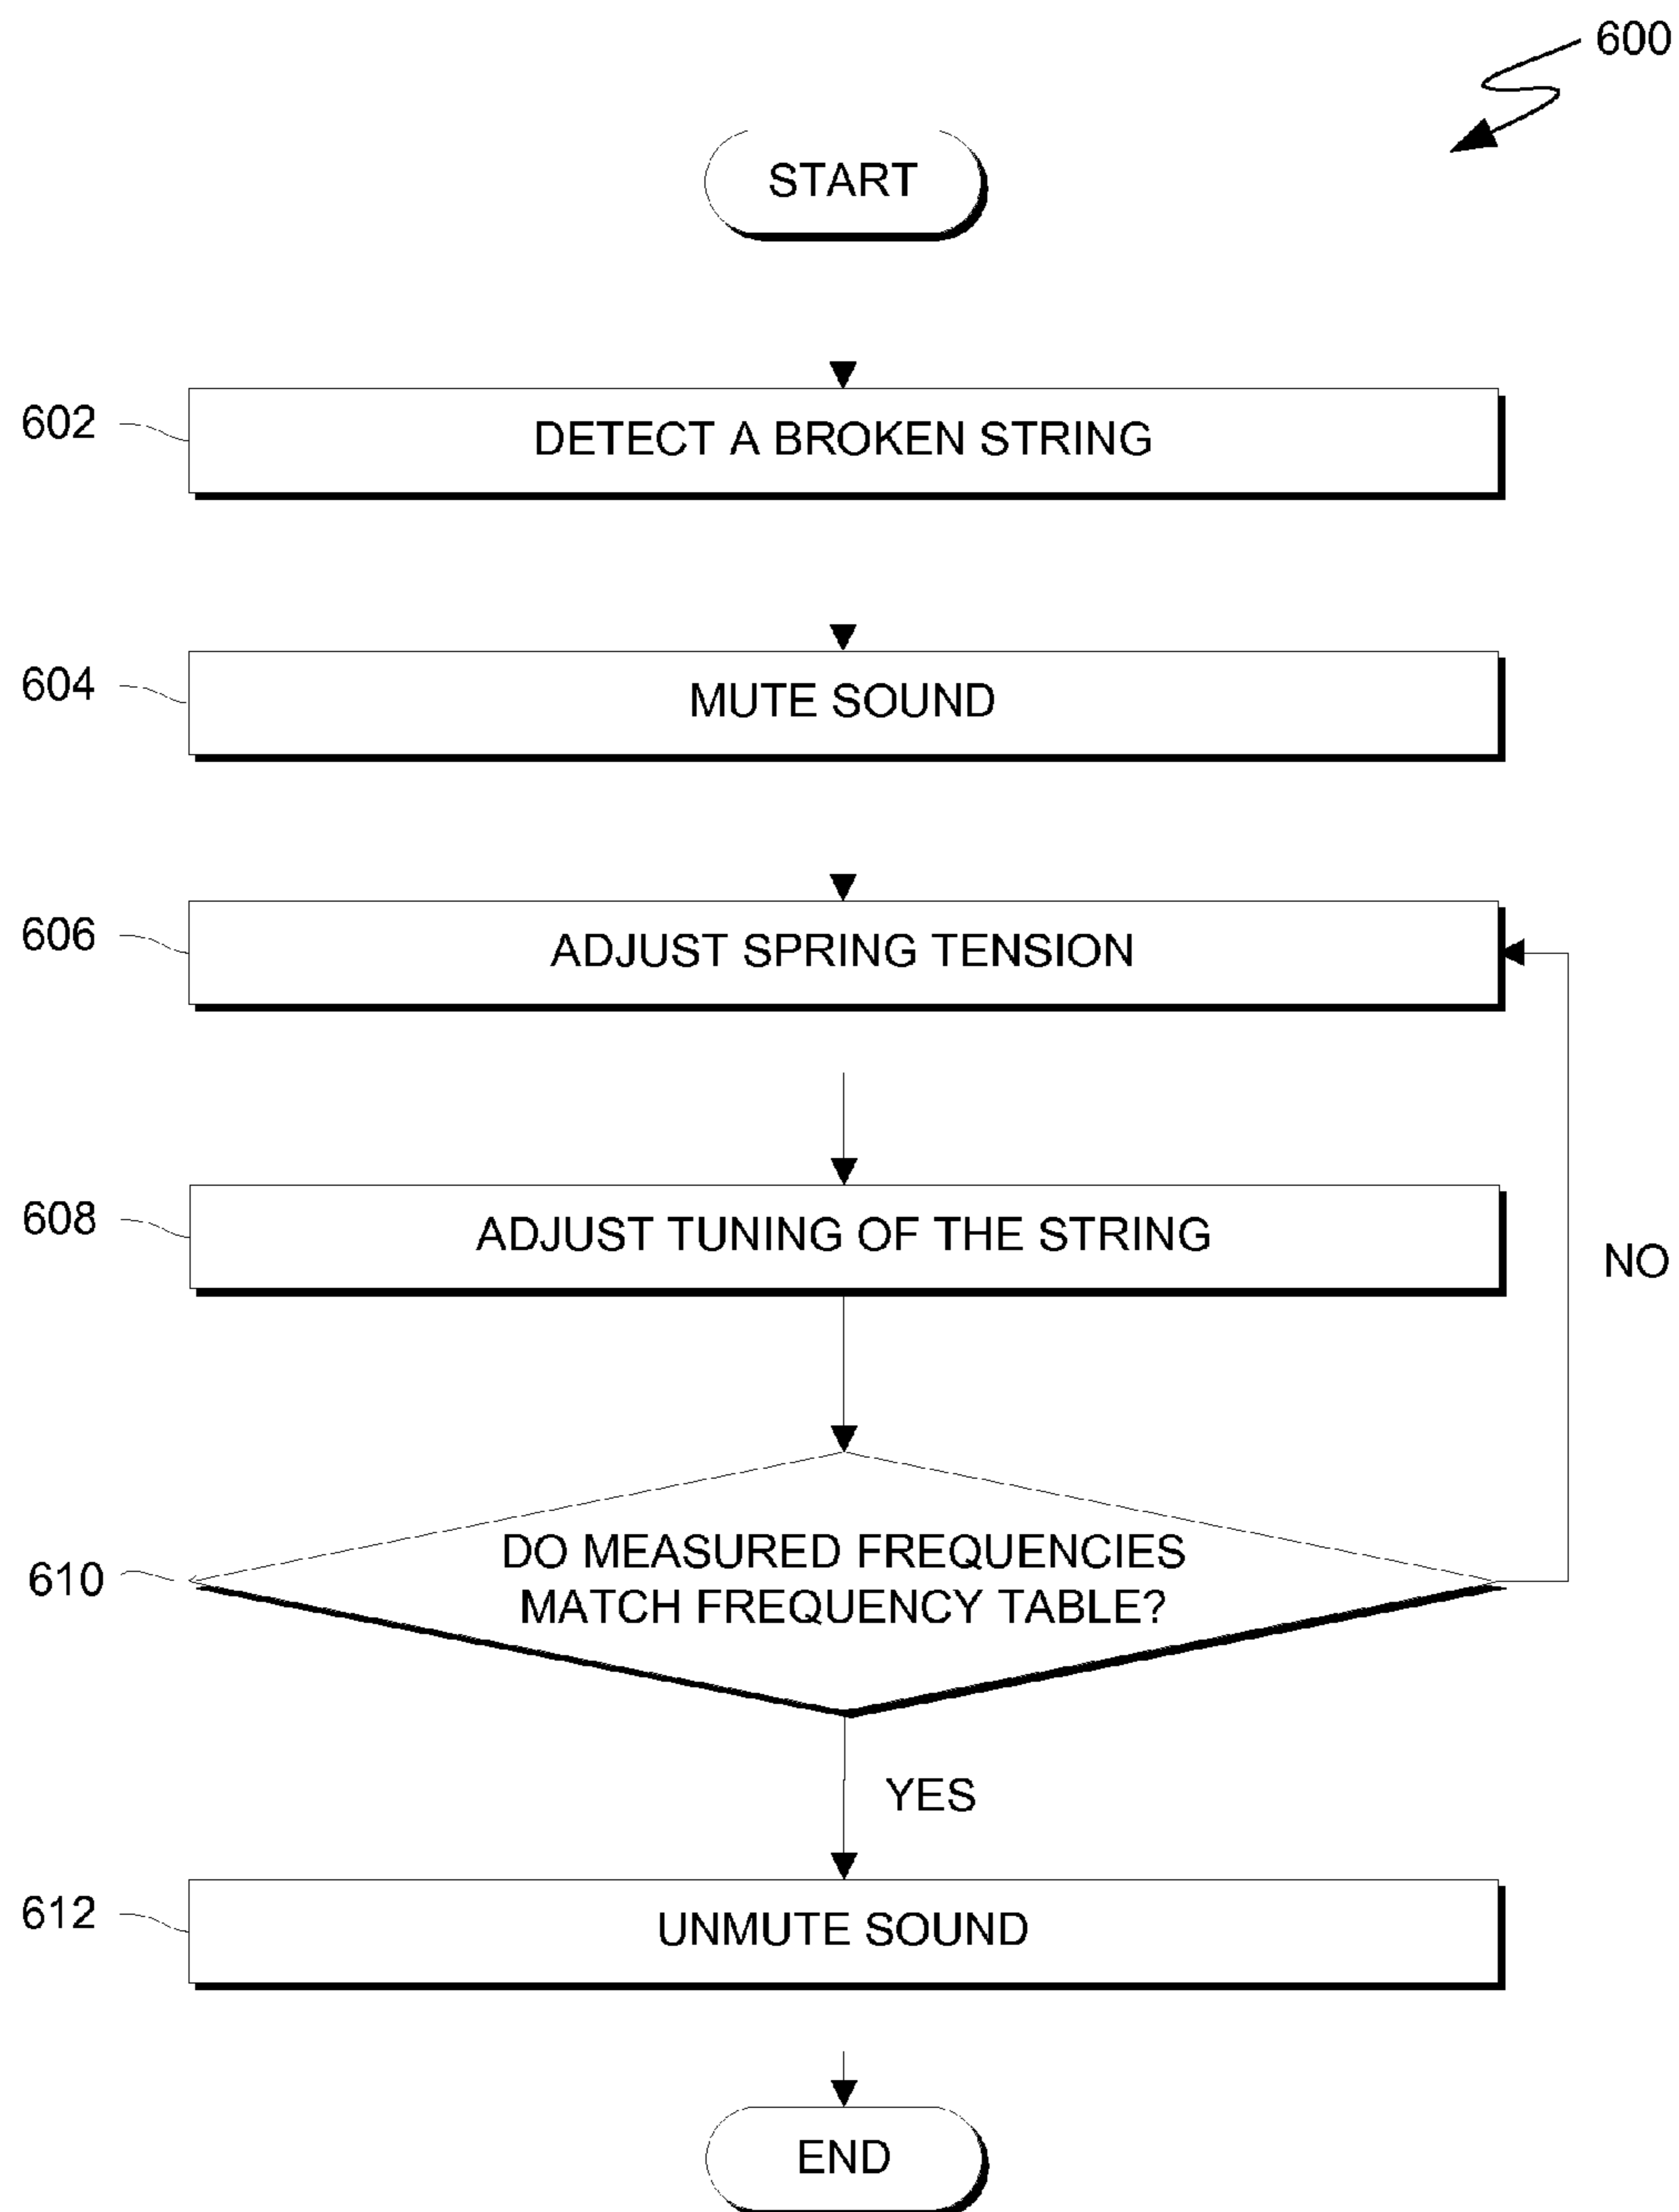 600
START
602
DETECT A BROKEN STRING
604
MUTE SOUND
606
ADJUST SPRING TENSION
608
ADJUST TUNING OF THE STRING
NO
610
DO MEASURED FREQUENCIES
MATCH FREQUENCY TABLE?
YES
612
UNMUTE SOUND
END